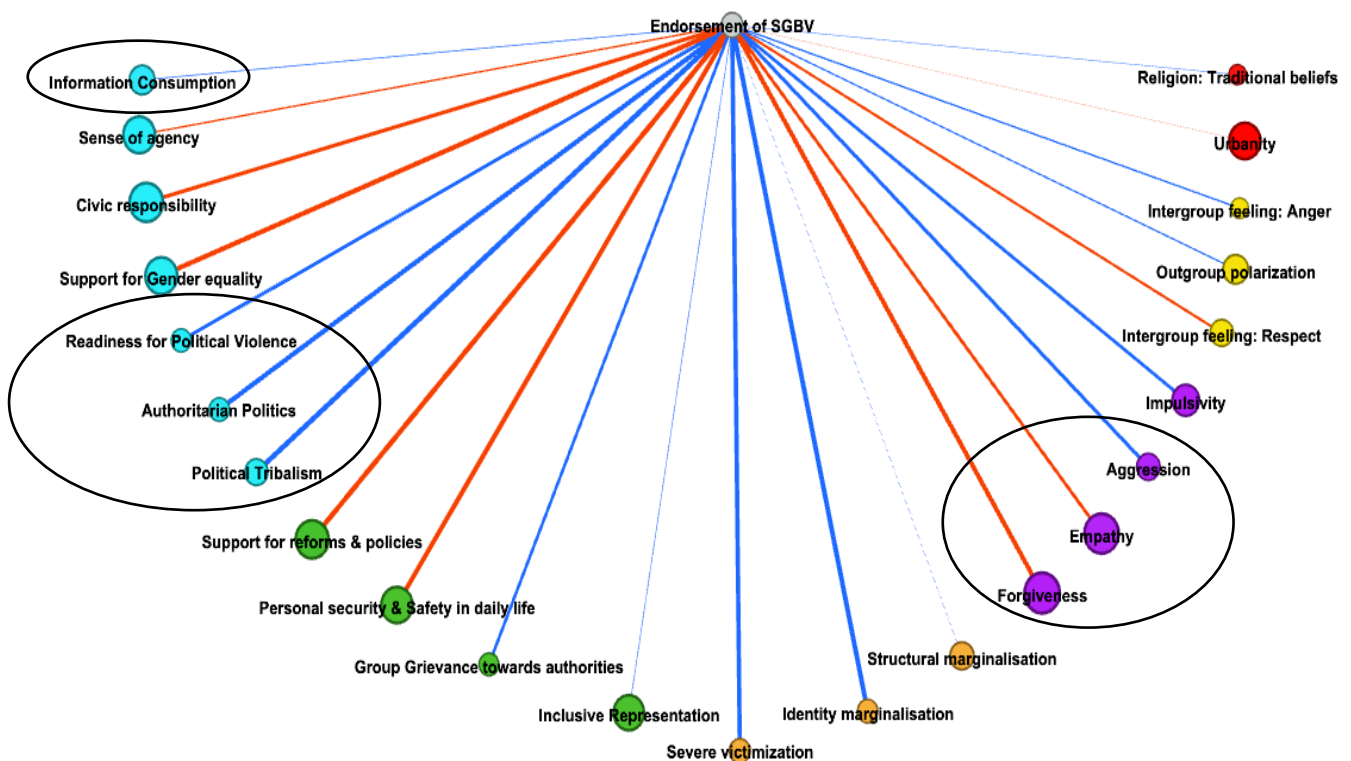 Endorsement of SGBV
Information Consumption
Religion: Traditional beliefs
Sense of agency
Urbanity
Civic responsibility
Intergroup feeling: Anger
Support for Gender equality
Outgroup polarization
Readiness for Political Violence
Intergroup feeling: Respect
Authoritarian Politics
Impulsivity
Political Tribalism
Aggression
Support for reforms & policies
Empathy
Personal security & Safety in daily life
Forgiveness
Group Grievance towards authorities
Structural marginalisation
Inclusive Representation
Identity marginalisation
Severe victimization